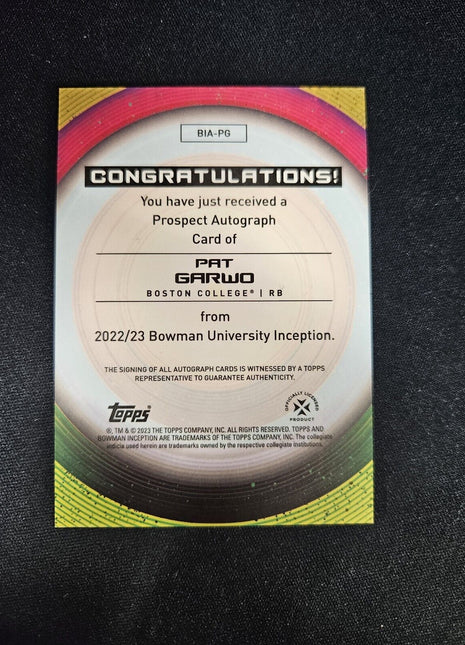 BIA-PG
CONGRATULATIONS!
You have just received a
Prospect Autograph
Card of
PAT
GARWO
BOSTON COLLEGE® | RB
from
2022/23 Bowman University Inception.
THE SIGNING OF ALL AUTOGRAPH CARDS IS WITNESSED BY A TOPPS
REPRESENTATIVE TO GUARANTEE AUTHENTICITY.
topps®
OFFICIALLY LICENSED
PRODUCT
®, TM & © 2023 THE TOPPS COMPANY, INC. ALL RIGHTS RESERVED. TOPPS AND
BOWMAN INCEPTION ARE TRADEMARKS OF THE TOPPS COMPANY, INC. The collegiate
indicia used herein are trademarks owned by the respective collegiate institutions.